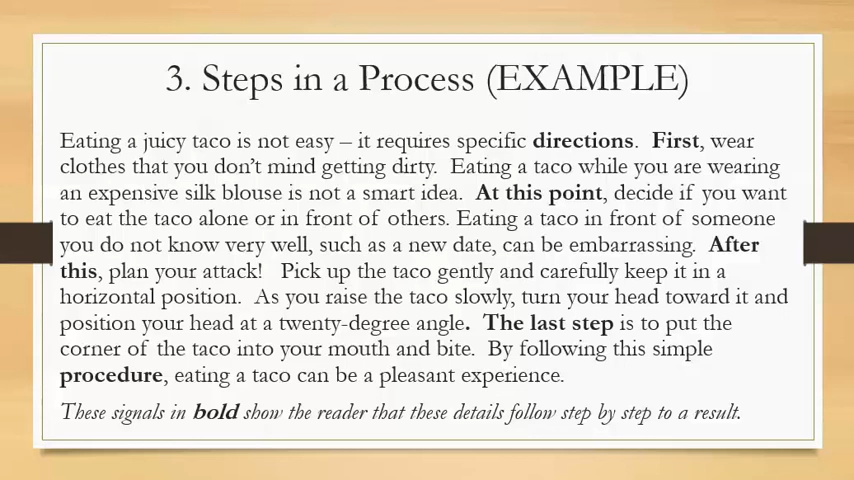 3. Steps in a Process (EXAMPLE)
Eating a juicy taco is not easy – it requires specific directions.  First, wear
clothes that you don't mind getting dirty.  Eating a taco while you are wearing
an expensive silk blouse is not a smart idea.  At this point, decide if you want
to eat the taco alone or in front of others. Eating a taco in front of someone
you do not know very well, such as a new date, can be embarrassing.  After
this, plan your attack!   Pick up the taco gently and carefully keep it in a
horizontal position.  As you raise the taco slowly, turn your head toward it and
position your head at a twenty-degree angle.  The last step is to put the
corner of the taco into your mouth and bite.  By following this simple
procedure, eating a taco can be a pleasant experience.
These signals in bold show the reader that these details follow step by step to a result.